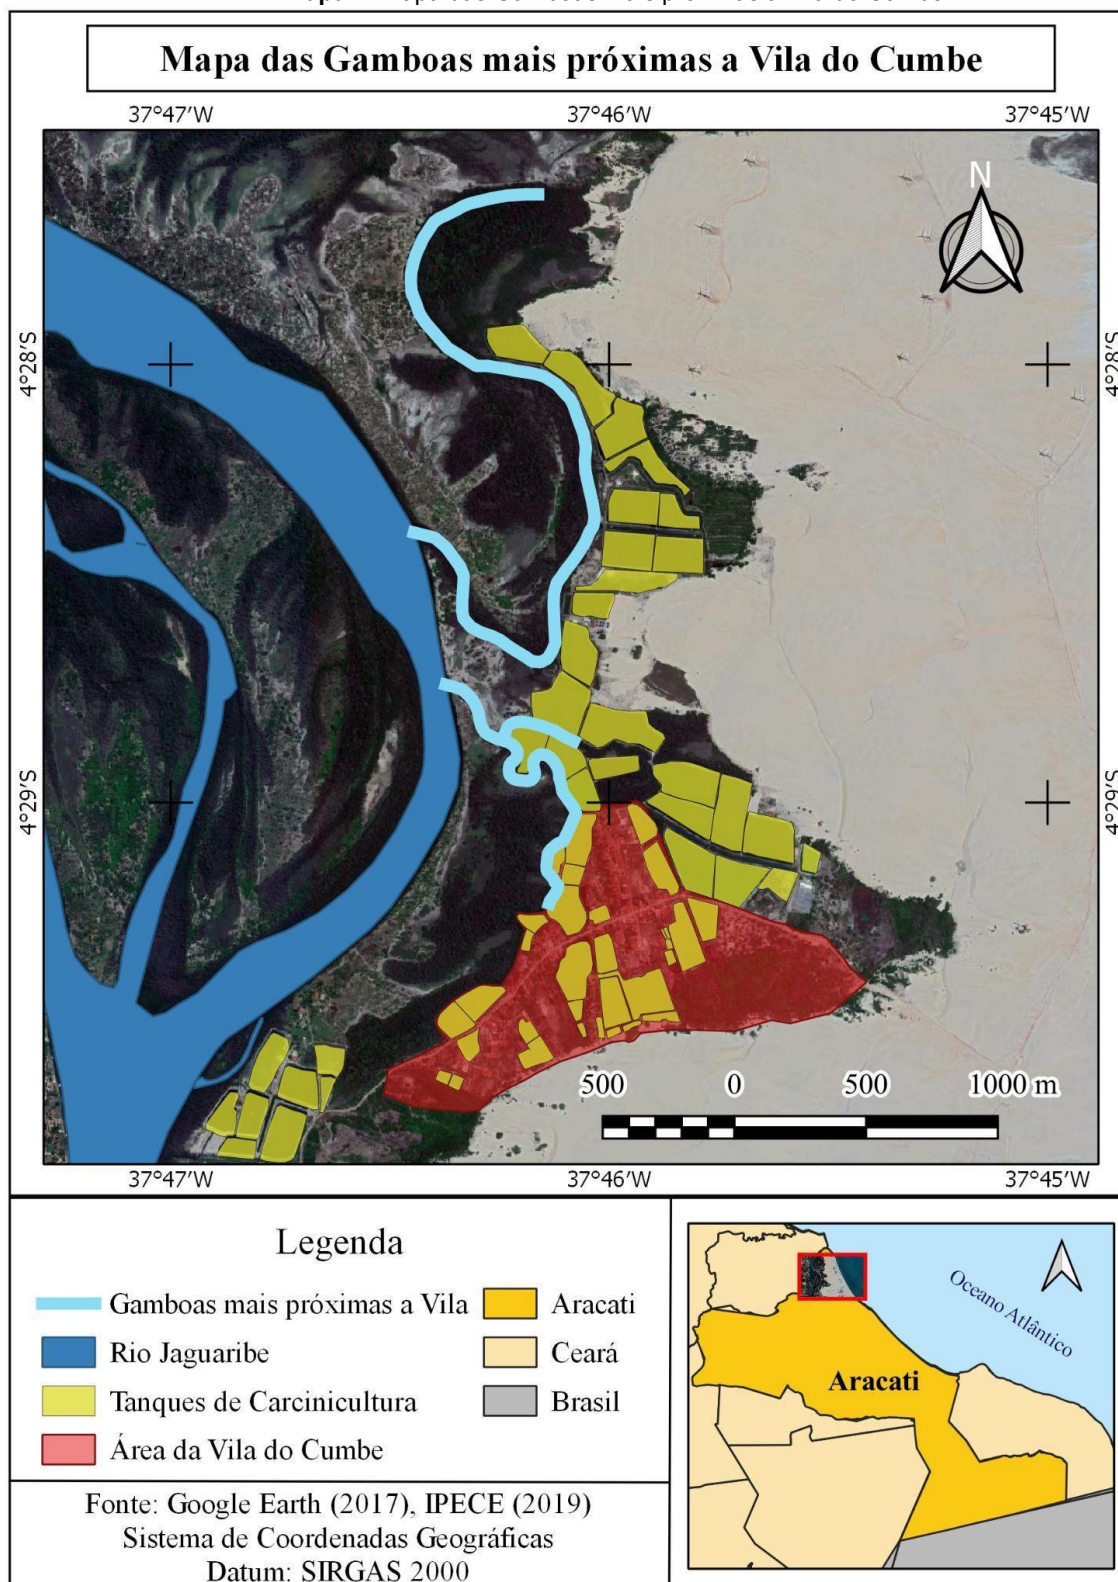 Mapa das Gamboas mais próximas a Vila do Cumbe
37°47'W 37°46'W 37°45'W
N
4°28'S 4°28'S
4°29'S 4°29'S
500 0 500 1000 m
37°47'W 37°46'W 37°45'W
Legenda
Gamboas mais próximas a Vila
Rio Jaguaribe
Tanques de Carcinicultura
Área da Vila do Cumbe
Aracati
Ceará
Brasil
Fonte: Google Earth (2017), IPECE (2019)
Sistema de Coordenadas Geográficas
Datum: SIRGAS 2000
Oceano Atlântico
Aracati